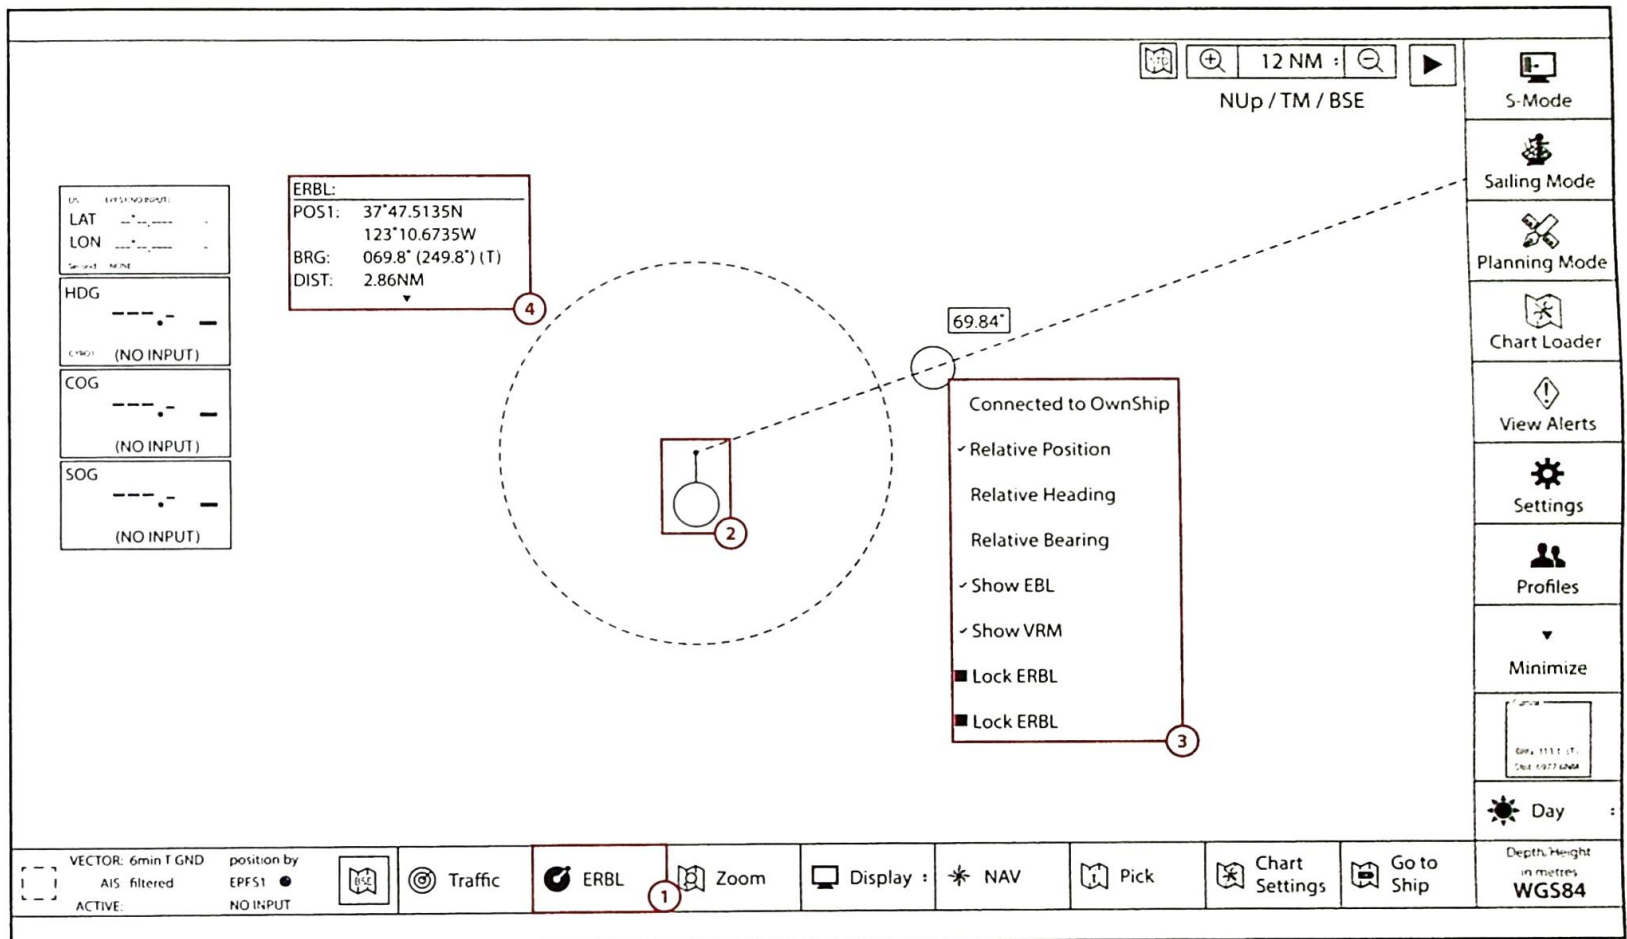 12 NM :
NUp / TM / BSE
S-Mode
Sailing Mode
Planning Mode
Chart Loader
View Alerts
Settings
Profiles
▼
Minimize
Day :
Depth/Height
in metres
WGS84
LAT --°--.----
LON --°--.----
NONE
HDG
---.- _
(NO INPUT)
COG
---.- _
(NO INPUT)
SOG
---.- _
(NO INPUT)
ERBL:
POS1: 37°47.5135N
123°10.6735W
BRG: 069.8° (249.8°) (T)
DIST: 2.86NM
▼
4
69.84°
2
Connected to OwnShip
✓ Relative Position
Relative Heading
Relative Bearing
✓ Show EBL
✓ Show VRM
■ Lock ERBL
■ Lock ERBL
3
VECTOR: 6min T GND
AIS filtered
ACTIVE:
position by
EPFS1 ●
NO INPUT
BSE
Traffic
ERBL
1
Zoom
Display :
NAV
Pick
Chart
Settings
Go to
Ship